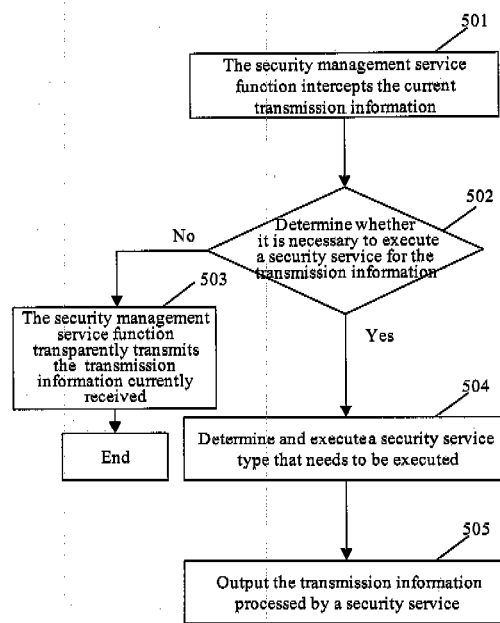 501
The security management service
function intercepts the current
transmission information
502
Determine whether
it is necessary to execute
a security service for the
transmission information
No
503
The security management
service function
transparently transmits
the transmission
information currently
received
Yes
504
End
Determine and execute a security service
type that needs to be executed
505
Output the transmission information
processed by a security service